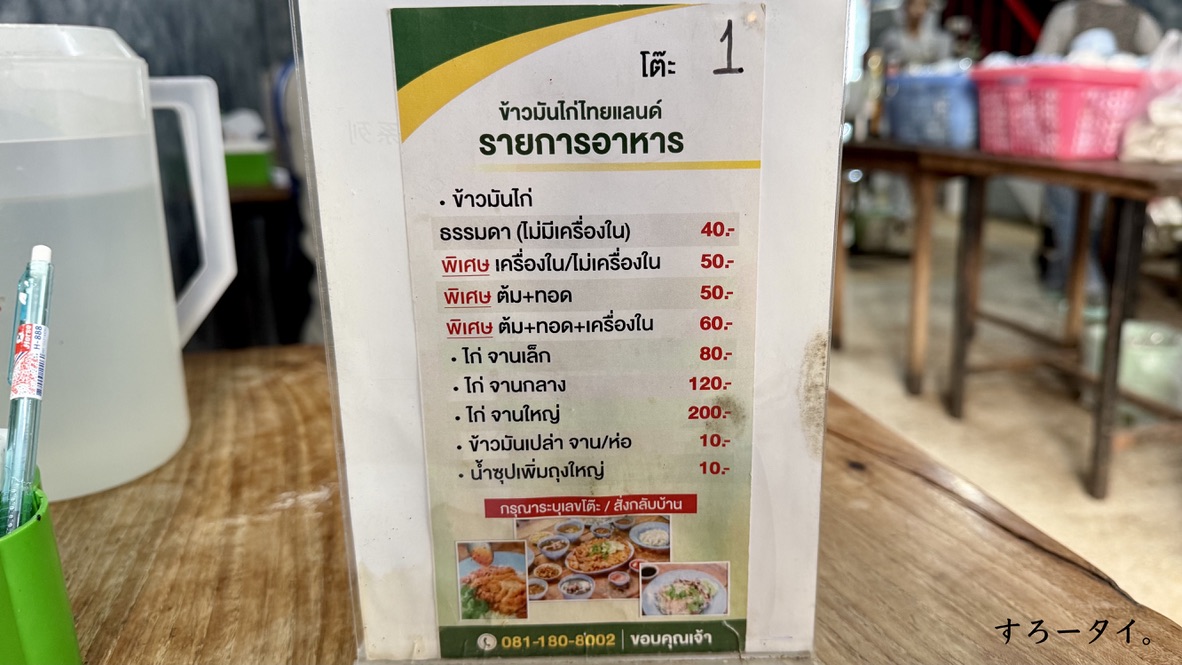 โต๊ะ 1
ข้าวมันไก่ไทยแลนด์
รายการอาหาร
• ข้าวมันไก่
ธรรมดา (ไม่มีเครื่องใน) 40.-
พิเศษ เครื่องใน/ไม่เครื่องใน 50.-
พิเศษ ต้ม+ทอด 50.-
พิเศษ ต้ม+ทอด+เครื่องใน 60.-
• ไก่ จานเล็ก 80.-
• ไก่ จานกลาง 120.-
• ไก่ จานใหญ่ 200.-
• ข้าวมันเปล่า จาน/ห่อ 10.-
• น้ำซุปเพิ่มถุงใหญ่ 10.-
กรุณาระบุเลขโต๊ะ / สั่งกลับบ้าน
081-180-8002 | ขอบคุณเจ้า
H-888
すろータイ。